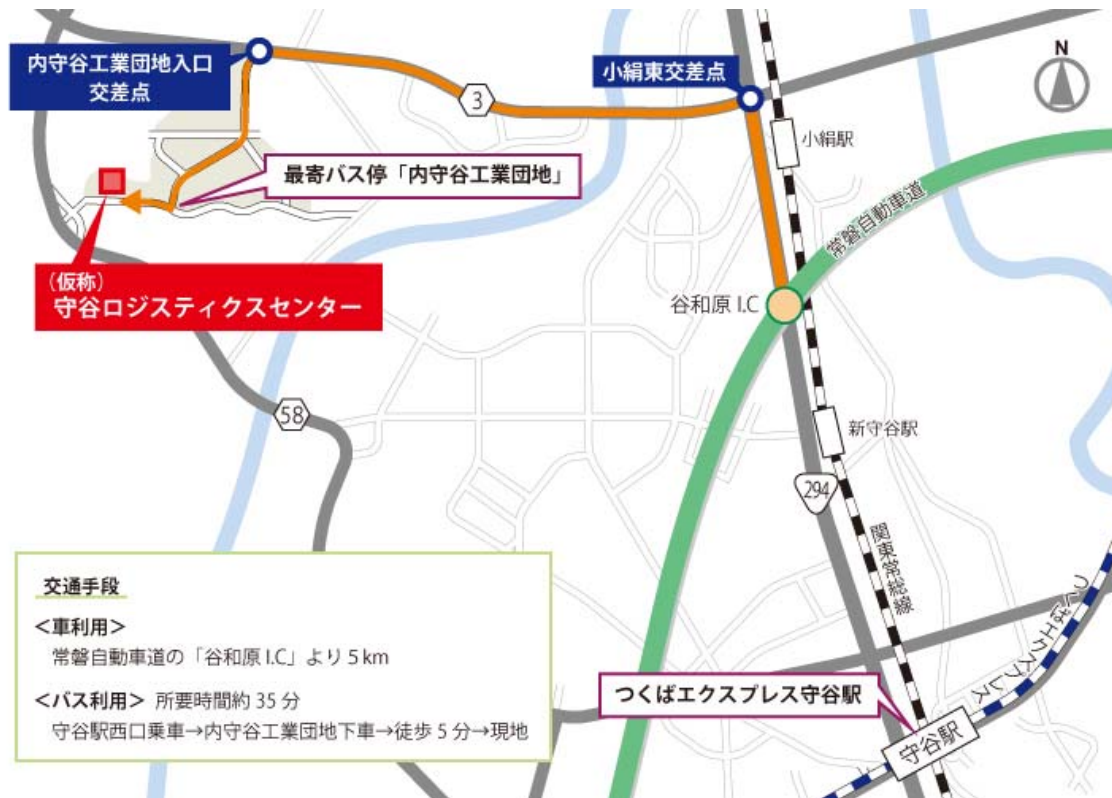 内守谷工業団地入口
交差点
小絹東交差点
N
3
小絹駅
最寄バス停「内守谷工業団地」
常磐自動車道
(仮称)
守谷ロジスティクスセンター
谷和原 I.C
58
新守谷駅
294
関東常総線
つくばエクスプレス
交通手段
＜車利用＞
常磐自動車道の「谷和原 I.C」より 5 km
＜バス利用＞ 所要時間約 35 分
守谷駅西口乗車→内守谷工業団地下車→徒歩 5 分→現地
つくばエクスプレス守谷駅
守谷駅